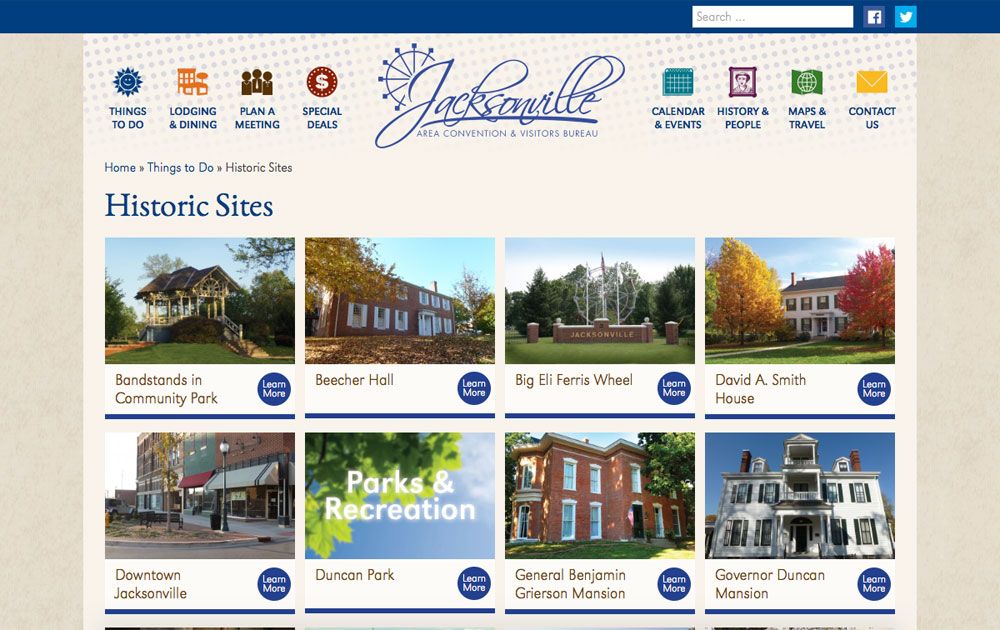 Search ...
THINGS
TO DO
LODGING
& DINING
PLAN A
MEETING
SPECIAL
DEALS
Jacksonville
AREA CONVENTION & VISITORS BUREAU
CALENDAR
& EVENTS
HISTORY &
PEOPLE
MAPS &
TRAVEL
CONTACT
US
Home » Things to Do » Historic Sites
Historic Sites
Bandstands in
Community Park
Learn
More
Beecher Hall
Learn
More
JACKSONVILLE
Big Eli Ferris Wheel
Learn
More
David A. Smith
House
Learn
More
Downtown
Jacksonville
Learn
More
Parks &
Recreation
Duncan Park
Learn
More
General Benjamin
Grierson Mansion
Learn
More
Governor Duncan
Mansion
Learn
More